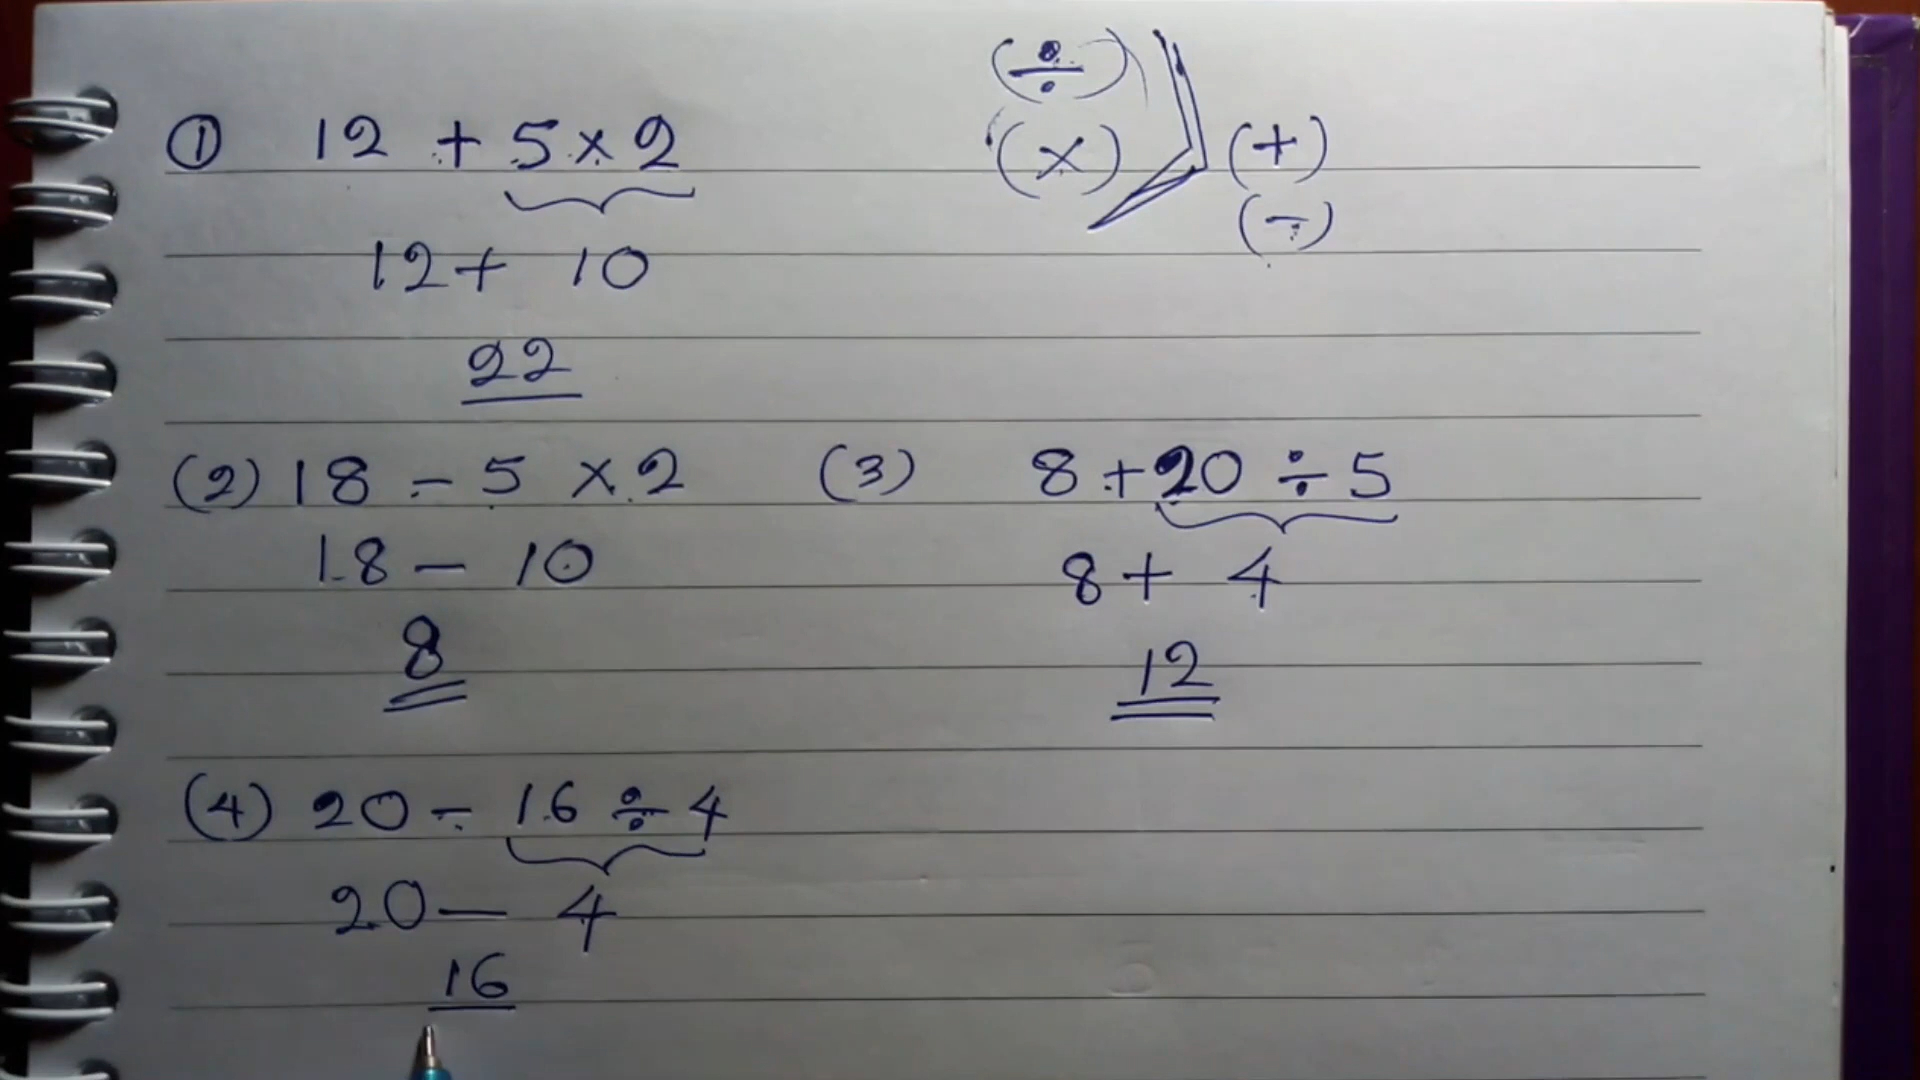 ① 12 + 5 × 2
12 + 10
22
(÷)
(×) > (+)
(-)
(2) 18 - 5 × 2
18 - 10
8
(3) 8 + 20 ÷ 5
8 + 4
12
(4) 20 - 16 ÷ 4
20 - 4
16